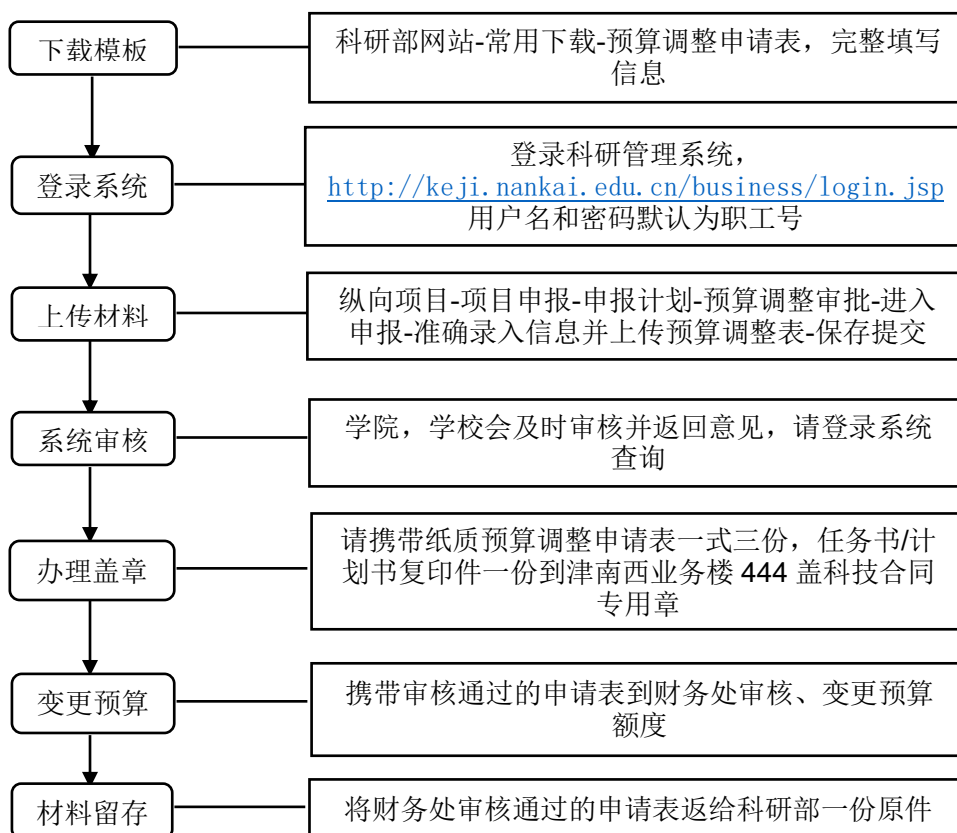 下载模板
科研部网站-常用下载-预算调整申请表，完整填写
信息
登录系统
登录科研管理系统，
http://keji.nankai.edu.cn/business/login.jsp
用户名和密码默认为职工号
上传材料
纵向项目-项目申报-申报计划-预算调整审批-进入
申报-准确录入信息并上传预算调整表-保存提交
系统审核
学院，学校会及时审核并返回意见，请登录系统
查询
办理盖章
请携带纸质预算调整申请表一式三份，任务书/计
划书复印件一份到津南西业务楼 444 盖科技合同
专用章
变更预算
携带审核通过的申请表到财务处审核、变更预算
额度
材料留存
将财务处审核通过的申请表返给科研部一份原件